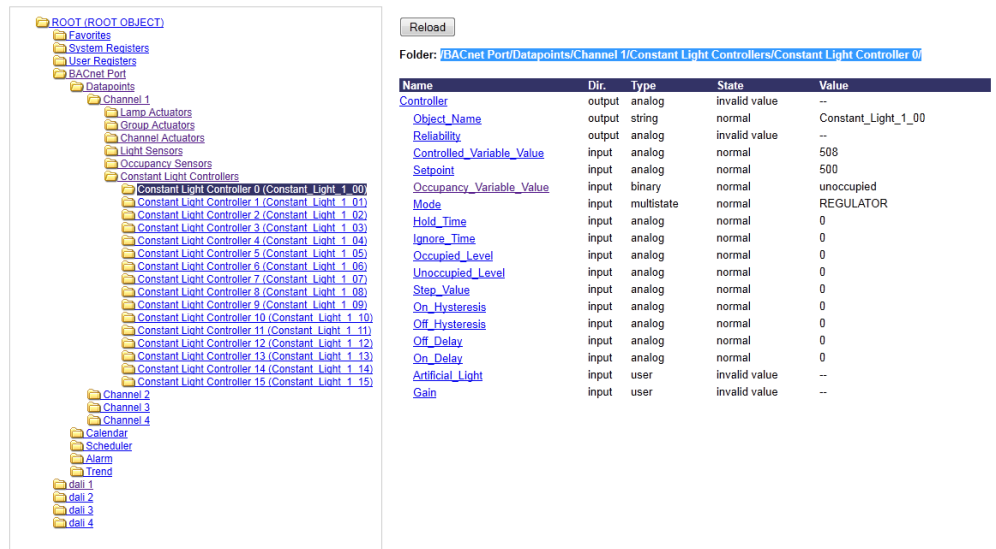 ROOT (ROOT OBJECT)
Favorites
System Registers
User Registers
BACnet Port
Datapoints
Channel 1
Lamp Actuators
Group Actuators
Channel Actuators
Light Sensors
Occupancy Sensors
Constant Light Controllers
Constant Light Controller 0 (Constant_Light_1_00)
Constant Light Controller 1 (Constant_Light_1_01)
Constant Light Controller 2 (Constant_Light_1_02)
Constant Light Controller 3 (Constant_Light_1_03)
Constant Light Controller 4 (Constant_Light_1_04)
Constant Light Controller 5 (Constant_Light_1_05)
Constant Light Controller 6 (Constant_Light_1_06)
Constant Light Controller 7 (Constant_Light_1_07)
Constant Light Controller 8 (Constant_Light_1_08)
Constant Light Controller 9 (Constant_Light_1_09)
Constant Light Controller 10 (Constant_Light_1_10)
Constant Light Controller 11 (Constant_Light_1_11)
Constant Light Controller 12 (Constant_Light_1_12)
Constant Light Controller 13 (Constant_Light_1_13)
Constant Light Controller 14 (Constant_Light_1_14)
Constant Light Controller 15 (Constant_Light_1_15)
Channel 2
Channel 3
Channel 4
Calendar
Scheduler
Alarm
Trend
dali 1
dali 2
dali 3
dali 4
Reload
Folder: /BACnet Port/Datapoints/Channel 1/Constant Light Controllers/Constant Light Controller 0/
Name Dir. Type State Value
Controller output analog invalid value --
Object_Name output string normal Constant_Light_1_00
Reliability output analog invalid value --
Controlled_Variable_Value input analog normal 508
Setpoint input analog normal 500
Occupancy_Variable_Value input binary normal unoccupied
Mode input multistate normal REGULATOR
Hold_Time input analog normal 0
Ignore_Time input analog normal 0
Occupied_Level input analog normal 0
Unoccupied_Level input analog normal 0
Step_Value input analog normal 0
On_Hysteresis input analog normal 0
Off_Hysteresis input analog normal 0
Off_Delay input analog normal 0
On_Delay input analog normal 0
Artificial_Light input user invalid value --
Gain input user invalid value --